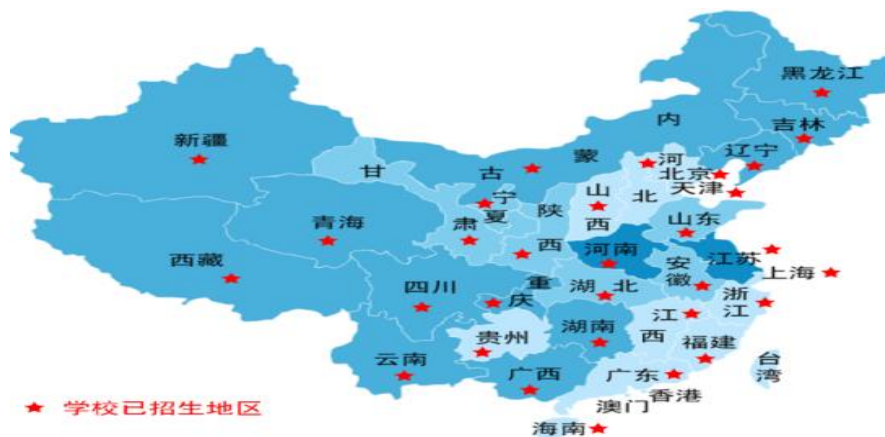 黑龙江
吉林
内蒙古
辽宁
新疆
甘肃
河北
北京
天津
宁夏
山西
陕西
山东
青海
河南
江苏
上海
西藏
安徽
四川
重庆
湖北
浙江
江西
湖南
贵州
福建
云南
广西
广东
台湾
香港
澳门
海南
学校已招生地区